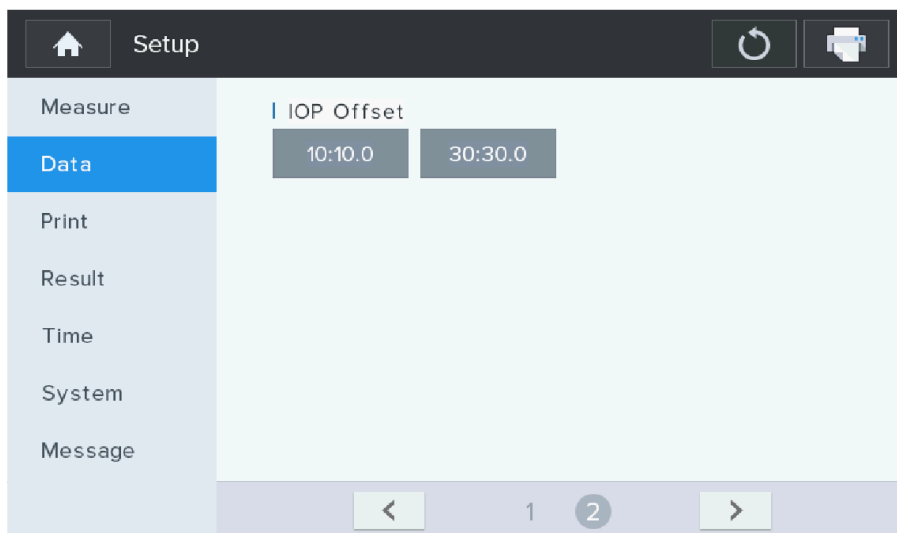 Setup
Measure
Data
Print
Result
Time
System
Message
IOP Offset
10:10.0 30:30.0
1 2